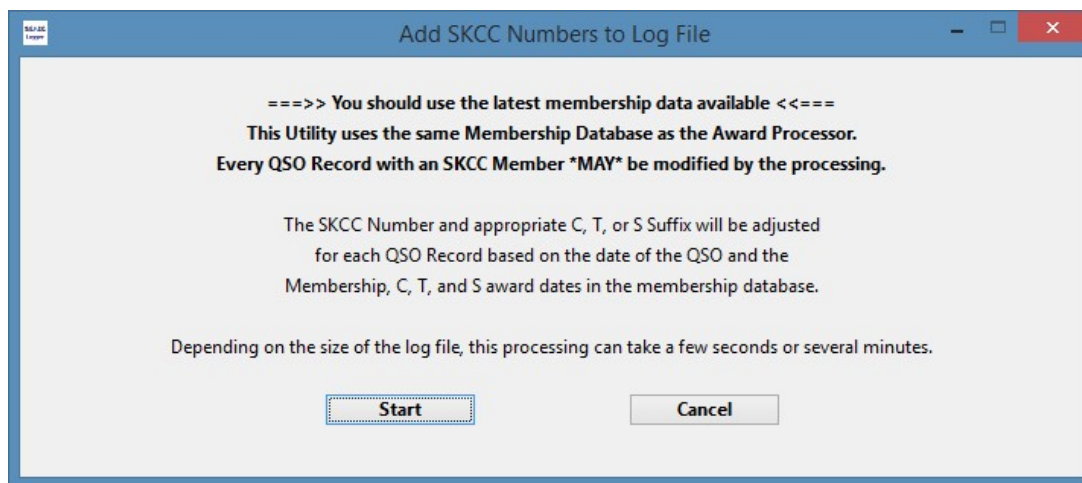 Add SKCC Numbers to Log File
===>> You should use the latest membership data available <<===
This Utility uses the same Membership Database as the Award Processor.
Every QSO Record with an SKCC Member *MAY* be modified by the processing.
The SKCC Number and appropriate C, T, or S Suffix will be adjusted
for each QSO Record based on the date of the QSO and the
Membership, C, T, and S award dates in the membership database.
Depending on the size of the log file, this processing can take a few seconds or several minutes.
Start
Cancel